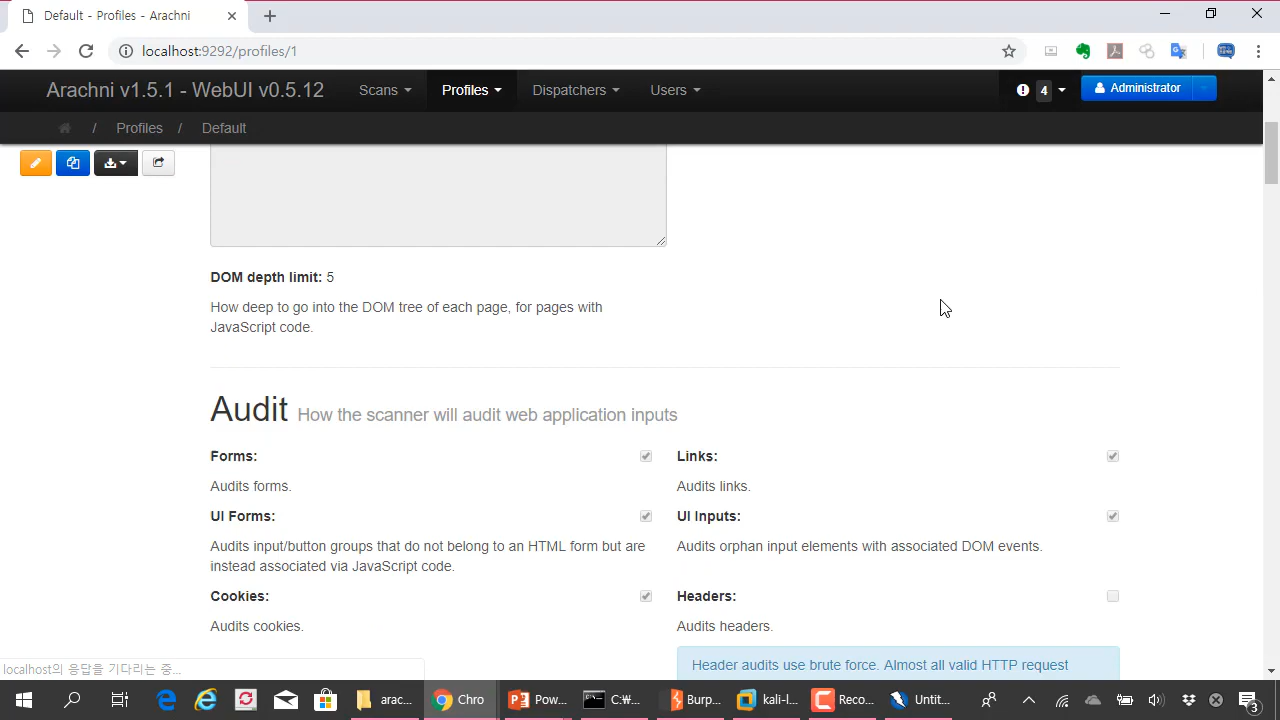 Default - Profiles - Arachni
localhost:9292/profiles/1
Arachni v1.5.1 - WebUI v0.5.12
Scans
Profiles
Dispatchers
Users
4
Administrator
/ Profiles / Default
DOM depth limit: 5
How deep to go into the DOM tree of each page, for pages with
JavaScript code.
Audit How the scanner will audit web application inputs
Forms:
Audits forms.
Links:
Audits links.
UI Forms:
Audits input/button groups that do not belong to an HTML form but are
instead associated via JavaScript code.
UI Inputs:
Audits orphan input elements with associated DOM events.
Cookies:
Audits cookies.
Headers:
Audits headers.
Header audits use brute force. Almost all valid HTTP request
localhost의 응답을 기다리는 중...
arac...
Chro
Pow...
C:₩...
Burp...
kali-l...
Reco...
Untit...
3